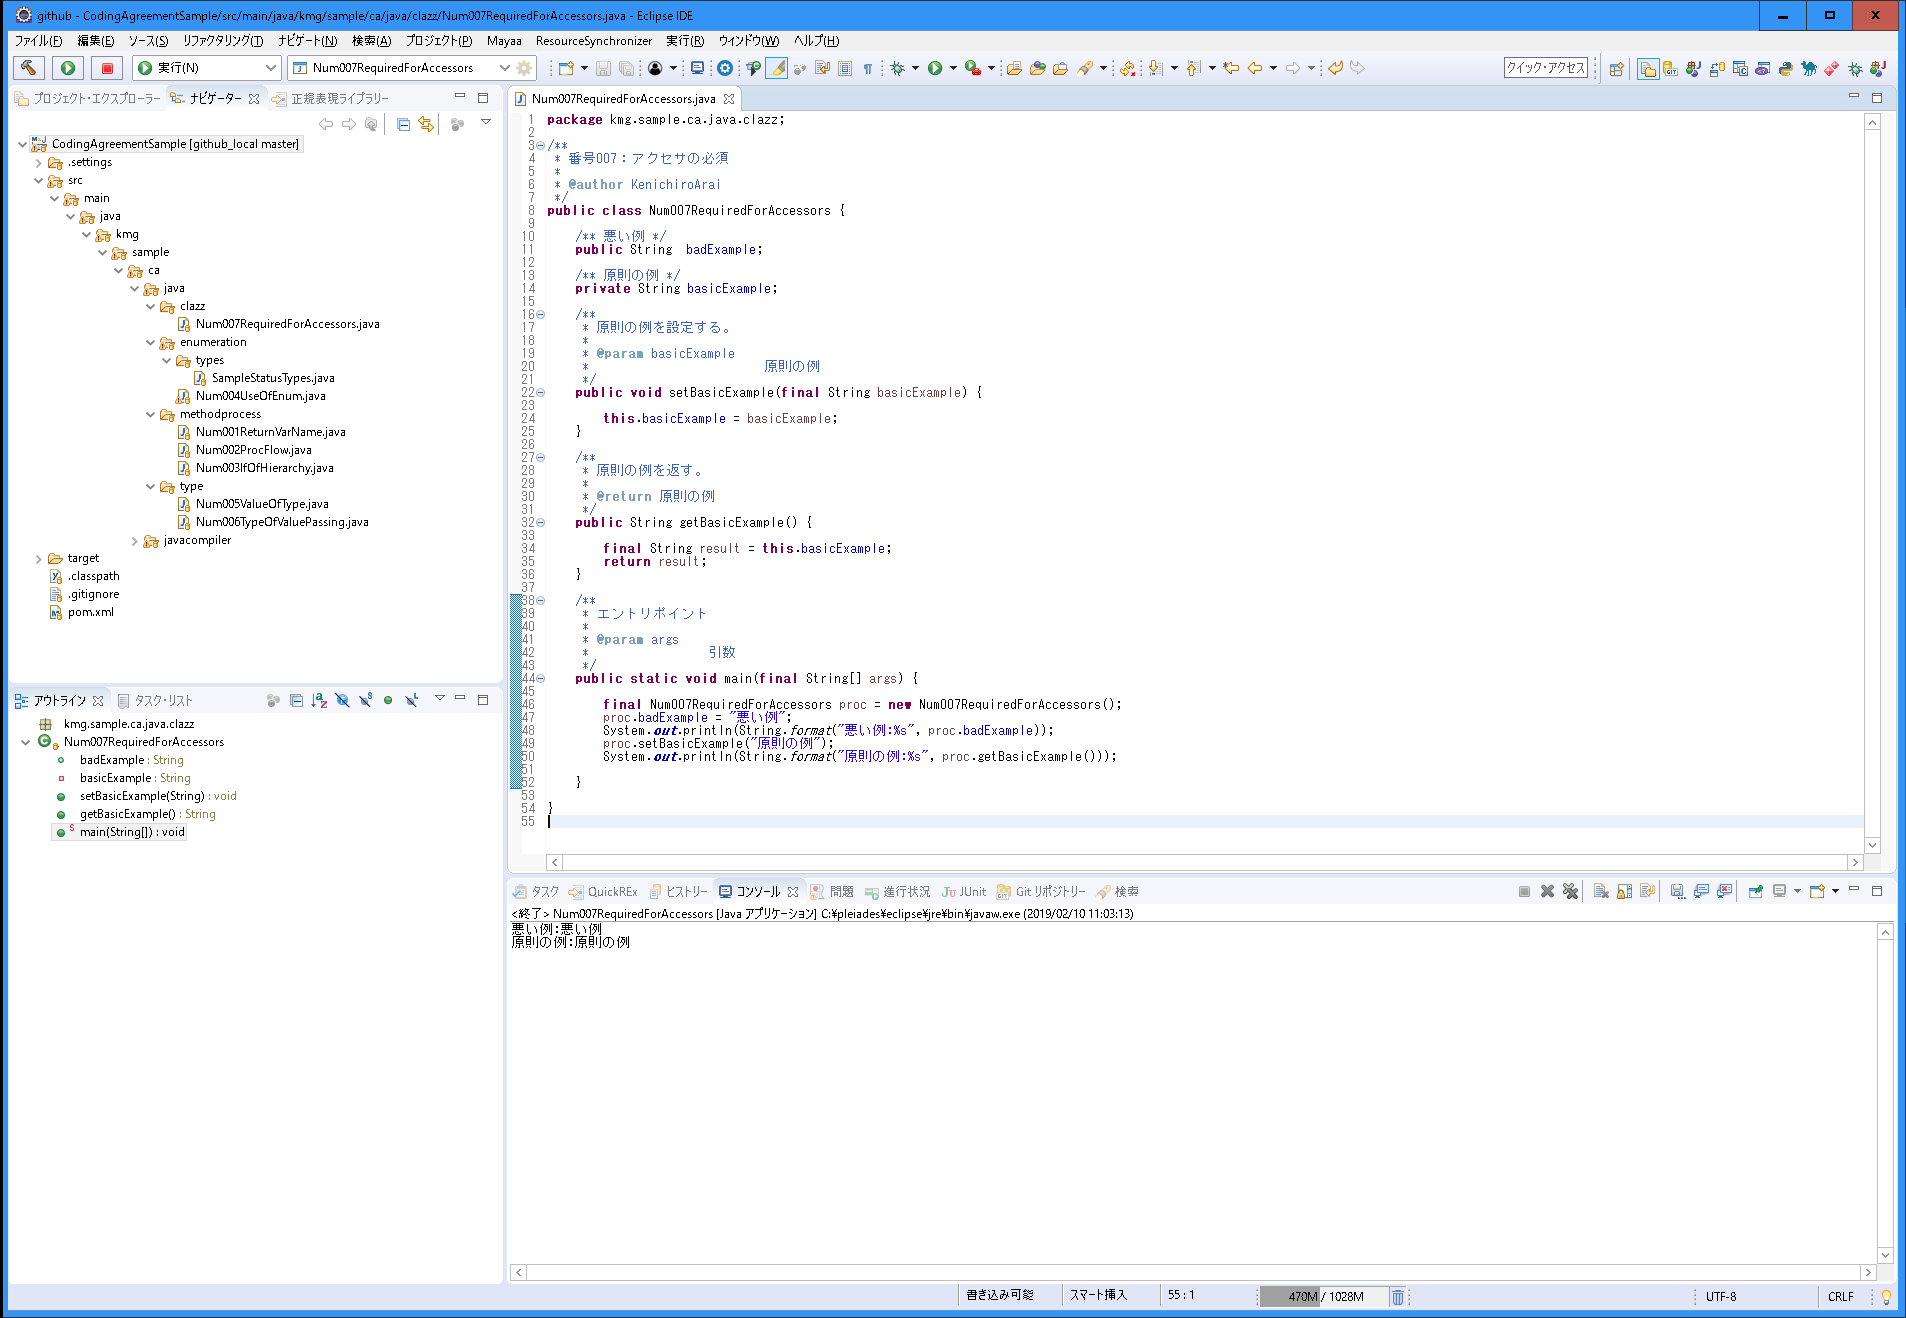 github - CodingAgreementSample/src/main/java/kmg/sample/ca/java/clazz/Num007RequiredForAccessors.java - Eclipse IDE
ファイル(F) 編集(E) ソース(S) リファクタリング(T) ナビゲート(N) 検索(A) プロジェクト(P) Mayaa ResourceSynchronizer 実行(R) ウィンドウ(W) ヘルプ(H)
実行(N) Num007RequiredForAccessors クイック・アクセス
プロジェクト・エクスプローラー ナビゲーター 正規表現ライブラリー
CodingAgreementSample [github_local master]
.settings
src
main
java
kmg
sample
ca
java
clazz
Num007RequiredForAccessors.java
enumeration
types
SampleStatusTypes.java
Num004UseOfEnum.java
methodprocess
Num001ReturnVarName.java
Num002ProcFlow.java
Num003IfOfHierarchy.java
type
Num005ValueOfType.java
Num006TypeOfValuePassing.java
javacompiler
target
.classpath
.gitignore
pom.xml
アウトライン タスク・リスト
kmg.sample.ca.java.clazz
Num007RequiredForAccessors
badExample : String
basicExample : String
setBasicExample(String) : void
getBasicExample() : String
main(String[]) : void
Num007RequiredForAccessors.java
1 package kmg.sample.ca.java.clazz;
2
3 /**
4  * 番号007：アクセサの必須
5  *
6  * @author KenichiroArai
7  */
8 public class Num007RequiredForAccessors {
9
10     /** 悪い例 */
11     public String  badExample;
12
13     /** 原則の例 */
14     private String basicExample;
15
16     /**
17      * 原則の例を設定する。
18      *
19      * @param basicExample
20      *                         原則の例
21      */
22     public void setBasicExample(final String basicExample) {
23
24         this.basicExample = basicExample;
25     }
26
27     /**
28      * 原則の例を返す。
29      *
30      * @return 原則の例
31      */
32     public String getBasicExample() {
33
34         final String result = this.basicExample;
35         return result;
36     }
37
38     /**
39      * エントリポイント
40      *
41      * @param args
42      *                 引数
43      */
44     public static void main(final String[] args) {
45
46         final Num007RequiredForAccessors proc = new Num007RequiredForAccessors();
47         proc.badExample = "悪い例";
48         System.out.println(String.format("悪い例:%s", proc.badExample));
49         proc.setBasicExample("原則の例");
50         System.out.println(String.format("原則の例:%s", proc.getBasicExample()));
51
52     }
53
54 }
55
タスク QuickREx ヒストリー コンソール 問題 進行状況 JUnit Git リポジトリー 検索
<終了> Num007RequiredForAccessors [Java アプリケーション] C:¥pleiades¥eclipse¥jre¥bin¥javaw.exe (2019/02/10 11:03:13)
悪い例:悪い例
原則の例:原則の例
書き込み可能 スマート挿入 55 : 1 470M / 1028M UTF-8 CRLF